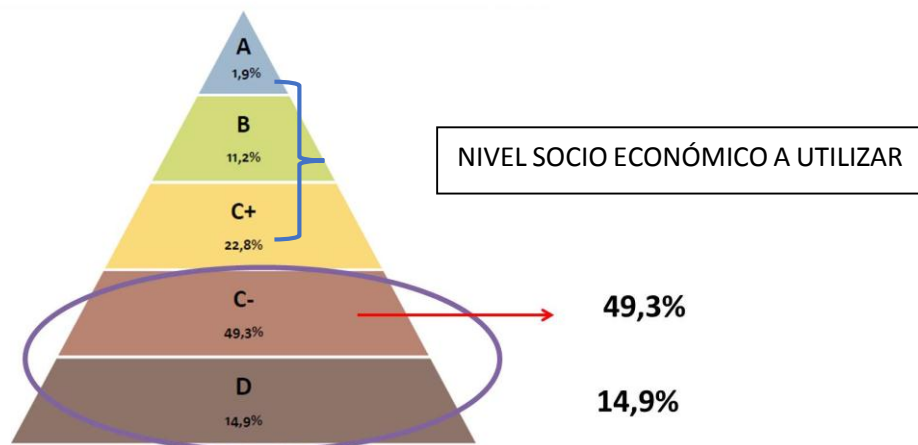 A
1,9%
B
11,2%
NIVEL SOCIO ECONÓMICO A UTILIZAR
C+
22,8%
C-
49,3%
49,3%
D
14,9%
14,9%